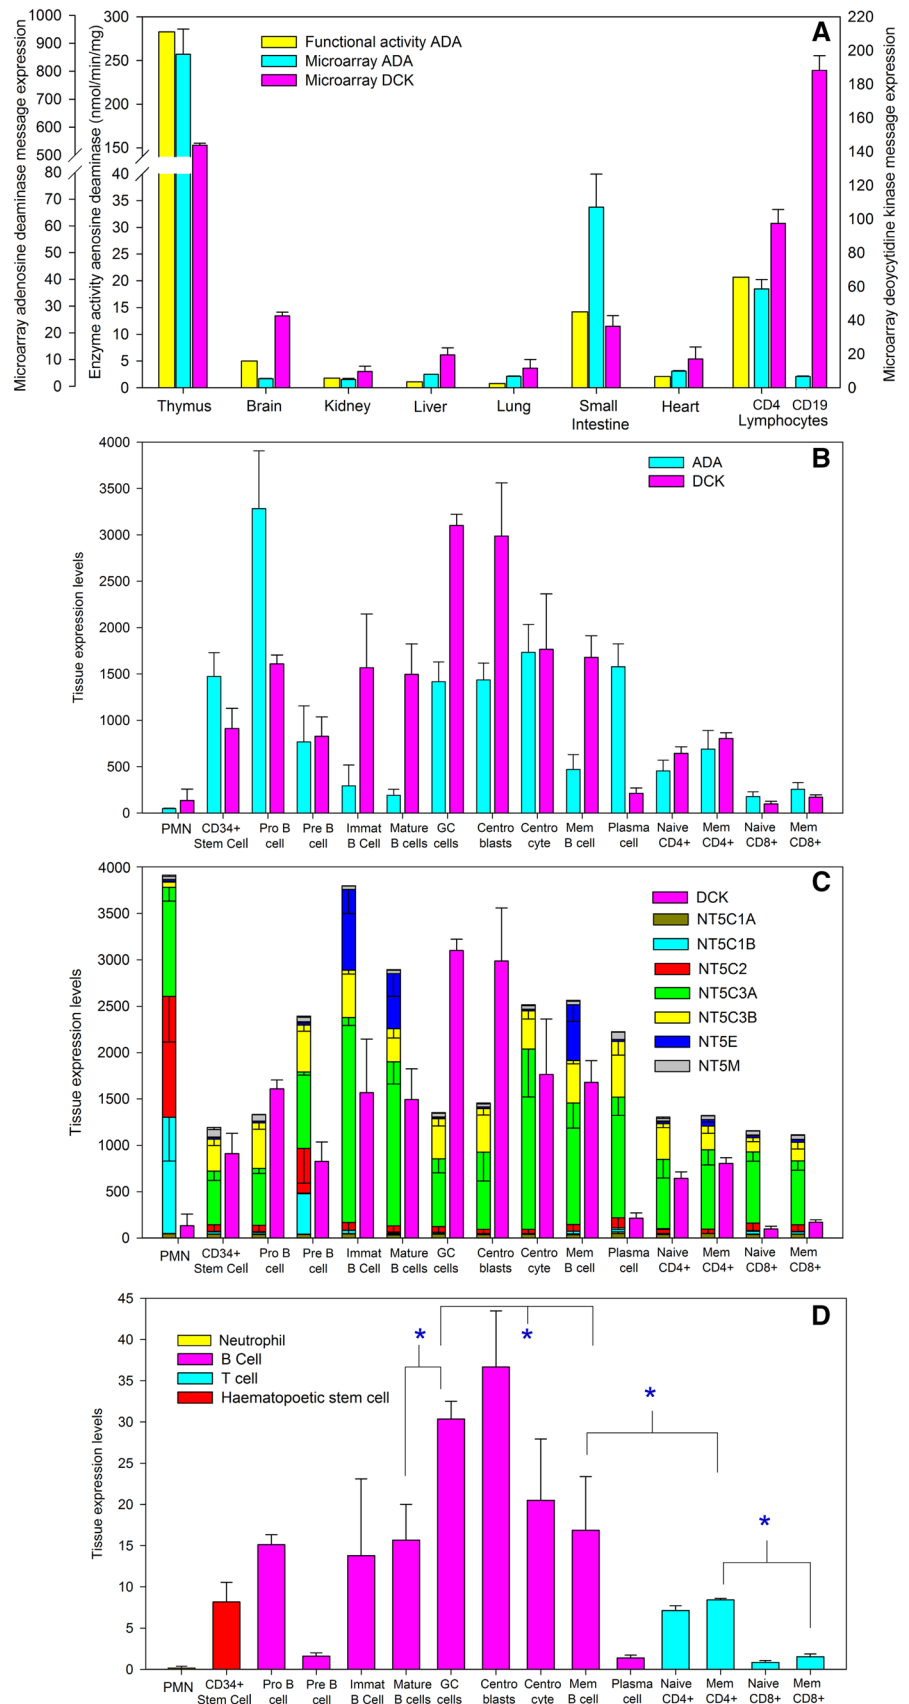 A
Microarray adenosine deaminase message expression
1000
900
800
700
600
500
80
70
60
50
40
30
20
10
0
Enzyme activity aenosine deaminase (nmol/min/mg)
300
250
200
150
40
35
30
25
20
15
10
5
0
Functional activity ADA
Microarray ADA
Microarray DCK
220
200
180
160
140
120
100
80
60
40
20
0
Microarray deoycytidine kinase message expression
Thymus Brain Kidney Liver Lung Small Intestine Heart CD4 CD19
Lymphocytes
B
Tissue expression levels
4000
3500
3000
2500
2000
1500
1000
500
0
ADA
DCK
PMN CD34+ Pro B Pre B Immat Mature GC Centro Centro Mem Plasma Naive Mem Naive Mem
Stem Cell cell cell B Cell B cells cells blasts cyte B cell cell CD4+ CD4+ CD8+ CD8+
C
Tissue expression levels
4000
3500
3000
2500
2000
1500
1000
500
0
DCK
NT5C1A
NT5C1B
NT5C2
NT5C3A
NT5C3B
NT5E
NT5M
PMN CD34+ Pro B Pre B Immat Mature GC Centro Centro Mem Plasma Naive Mem Naive Mem
Stem Cell cell cell B Cell B cells cells blasts cyte B cell cell CD4+ CD4+ CD8+ CD8+
D
Tissue expression levels
45
40
35
30
25
20
15
10
5
0
Neutrophil
B Cell
T cell
Haematopoetic stem cell
* * * *
PMN CD34+ Pro B Pre B Immat Mature GC Centro Centro Mem Plasma Naive Mem Naive Mem
Stem Cell cell cell B Cell B cells cells blasts cyte B cell cell CD4+ CD4+ CD8+ CD8+